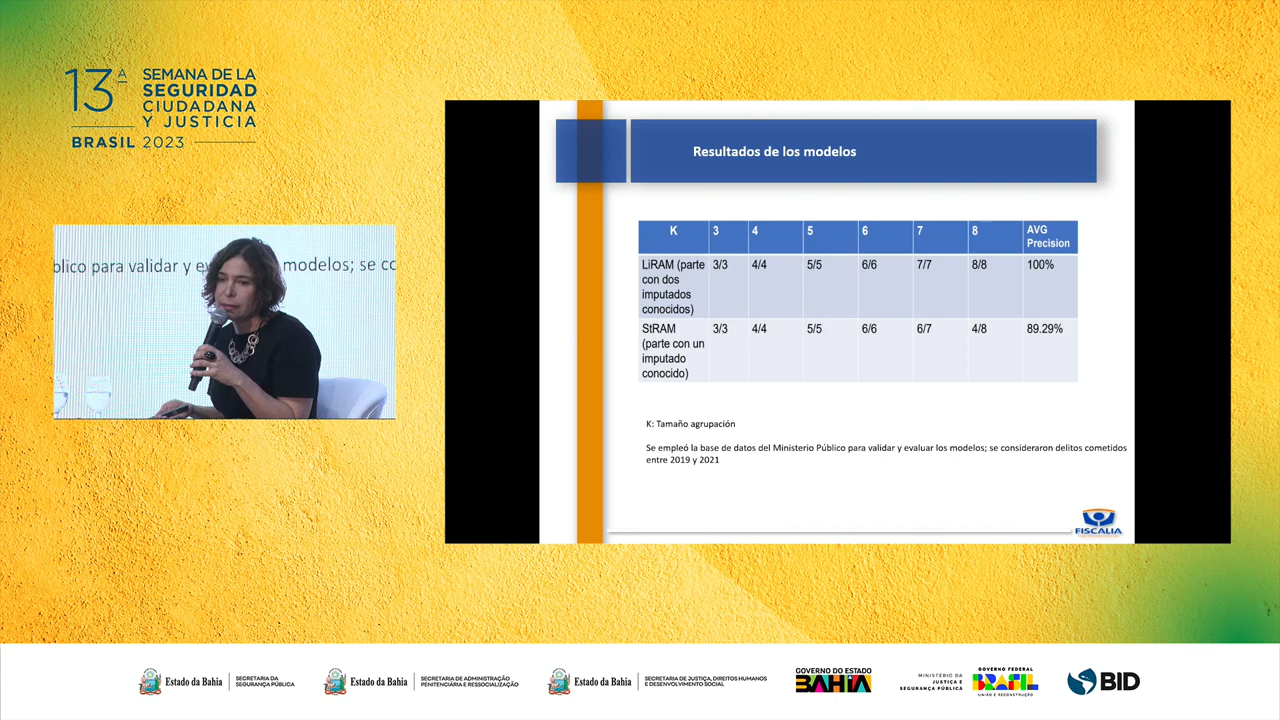 13ª
SEMANA DE LA
SEGURIDAD
CIUDADANA
Y JUSTICIA
BRASIL 2023
blico para validar y ev modelos; se co
Resultados de los modelos
K 3 4 5 6 7 8 AVG
Precision
LiRAM (parte 3/3 4/4 5/5 6/6 7/7 8/8 100%
con dos
imputados
conocidos)
StRAM 3/3 4/4 5/5 6/6 6/7 4/8 89.29%
(parte con un
imputado
conocido)
K: Tamaño agrupación
Se empleó la base de datos del Ministerio Público para validar y evaluar los modelos; se consideraron delitos cometidos
entre 2019 y 2021
FISCALIA
Estado da Bahia
SECRETARIA DA
SEGURANÇA PÚBLICA
Estado da Bahia
SECRETARIA DE ADMINISTRAÇÃO
PENITENCIÁRIA E RESSOCIALIZAÇÃO
Estado da Bahia
SECRETARIA DE JUSTIÇA, DIREITOS HUMANOS
E DESENVOLVIMENTO SOCIAL
GOVERNO DO ESTADO
BAHIA
MINISTÉRIO DA
JUSTIÇA E
SEGURANÇA PÚBLICA
GOVERNO FEDERAL
BRASIL
UNIÃO E RECONSTRUÇÃO
BID